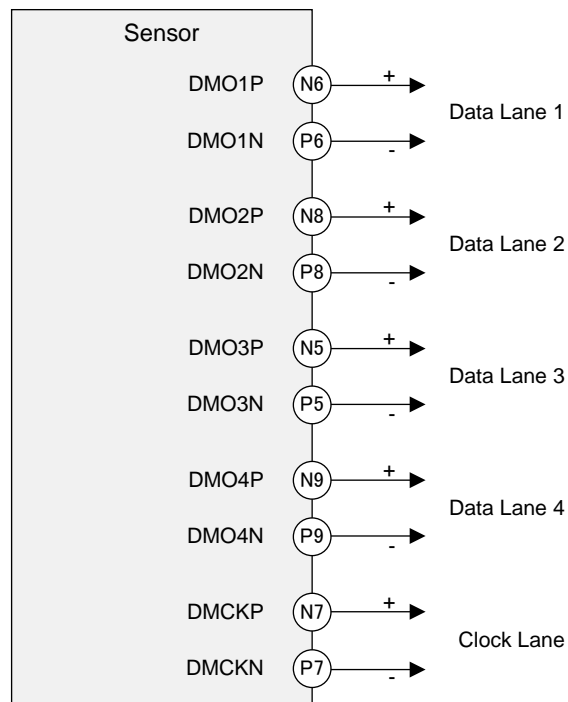 Sensor
DMO1P N6 +
Data Lane 1
DMO1N P6 -
DMO2P N8 +
Data Lane 2
DMO2N P8 -
DMO3P N5 +
Data Lane 3
DMO3N P5 -
DMO4P N9 +
Data Lane 4
DMO4N P9 -
DMCKP N7 +
Clock Lane
DMCKN P7 -